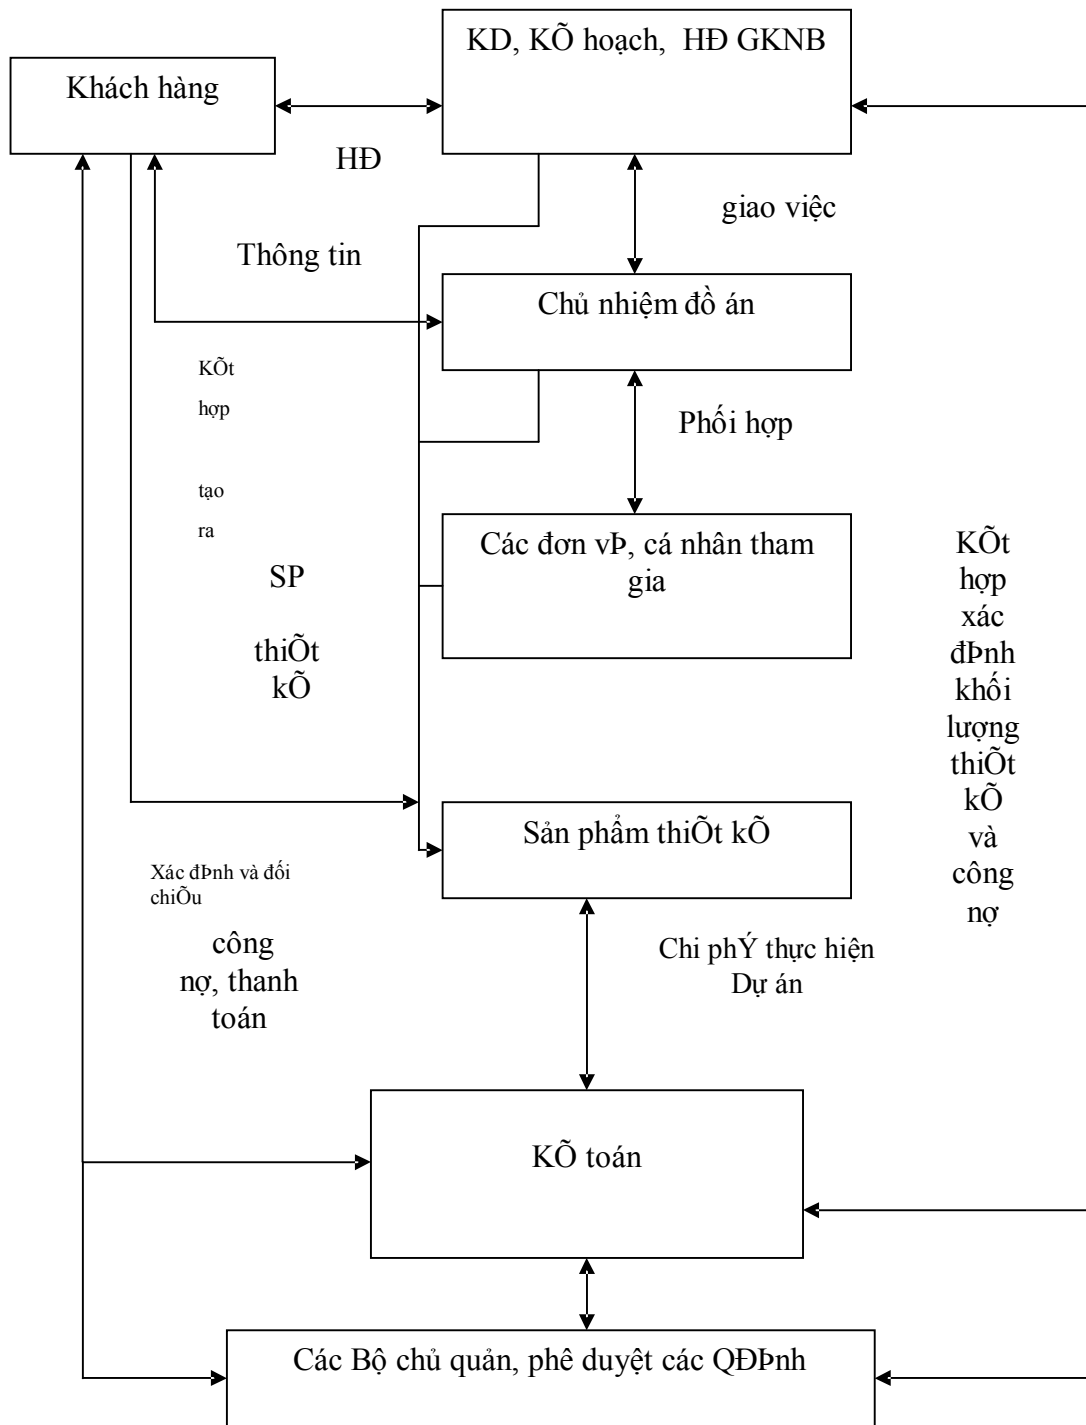 KD, KÕ hoạch, HĐ GKNB
Khách hàng
HĐ
giao việc
Thông tin
Chủ nhiệm đồ án
KÕt
hợp
tạo
ra
Phối hợp
SP
thiÕt
kÕ
Các đơn vÞ, cá nhân tham
gia
KÕt
hợp
xác
đÞnh
khối
lượng
thiÕt
kÕ
và
công
nợ
Sản phẩm thiÕt kÕ
Xác đÞnh và đối
chiÕu
công
nợ, thanh
toán
Chi phÝ thực hiện
Dự án
KÕ toán
Các Bộ chủ quản, phê duyệt các QĐÞnh